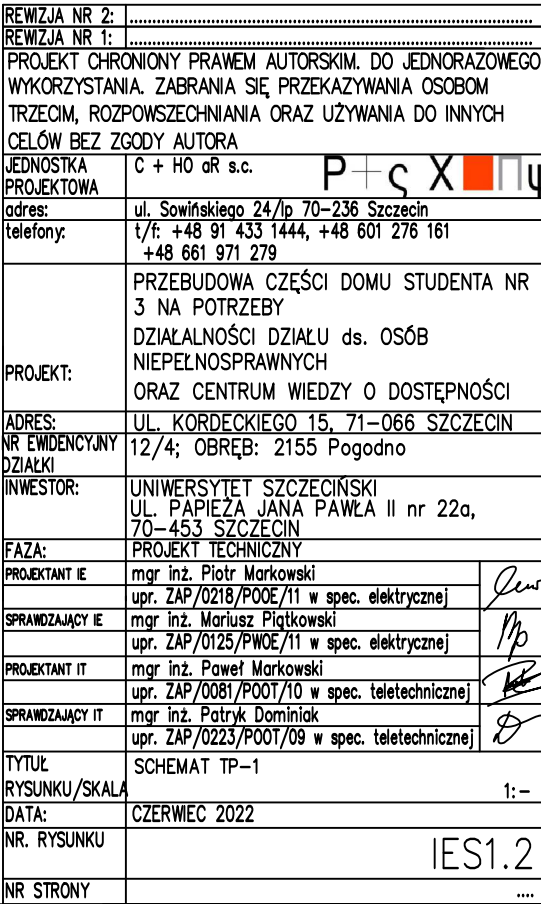 REWIZJA NR 2: ....................
REWIZJA NR 1: ....................
PROJEKT CHRONIONY PRAWEM AUTORSKIM. DO JEDNORAZOWEGO
WYKORZYSTANIA. ZABRANIA SIĘ PRZEKAZYWANIA OSOBOM
TRZECIM, ROZPOWSZECHNIANIA ORAZ UŻYWANIA DO INNYCH
CELÓW BEZ ZGODY AUTORA
JEDNOSTKA
PROJEKTOWA
C + HO aR s.c.
adres:
ul. Sowińskiego 24/lp 70-236 Szczecin
telefony:
t/f: +48 91 433 1444, +48 601 276 161
+48 661 971 279
PROJEKT:
PRZEBUDOWA CZĘŚCI DOMU STUDENTA NR
3 NA POTRZEBY
DZIAŁALNOŚCI DZIAŁU ds. OSÓB
NIEPEŁNOSPRAWNYCH
ORAZ CENTRUM WIEDZY O DOSTĘPNOŚCI
ADRES:
UL. KORDECKIEGO 15, 71-066 SZCZECIN
NR EWIDENCYJNY
DZIAŁKI
12/4; OBRĘB: 2155 Pogodno
INWESTOR:
UNIWERSYTET SZCZECIŃSKI
UL. PAPIEŻA JANA PAWŁA II nr 22a,
70-453 SZCZECIN
FAZA:
PROJEKT TECHNICZNY
PROJEKTANT IE
mgr inż. Piotr Markowski
upr. ZAP/0218/POOE/11 w spec. elektrycznej
SPRAWDZAJĄCY IE
mgr inż. Mariusz Piątkowski
upr. ZAP/0125/PWOE/11 w spec. elektrycznej
PROJEKTANT IT
mgr inż. Paweł Markowski
upr. ZAP/0081/POOT/10 w spec. teletechnicznej
SPRAWDZAJĄCY IT
mgr inż. Patryk Dominiak
upr. ZAP/0223/POOT/09 w spec. teletechnicznej
TYTUŁ
RYSUNKU/SKALA
SCHEMAT TP-1
1:-
DATA:
CZERWIEC 2022
NR. RYSUNKU
IES1.2
NR STRONY
....